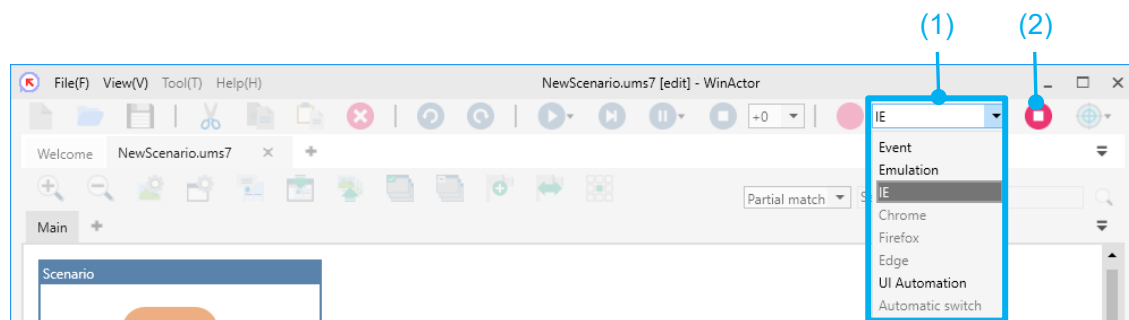 (1) (2)
File(F) View(V) Tool(T) Help(H) NewScenario.ums7 [edit] - WinActor
+0 IE
Welcome NewScenario.ums7 × +
Event
Emulation
IE
Partial match
Chrome
Main +
Firefox
Edge
Scenario
UI Automation
Automatic switch